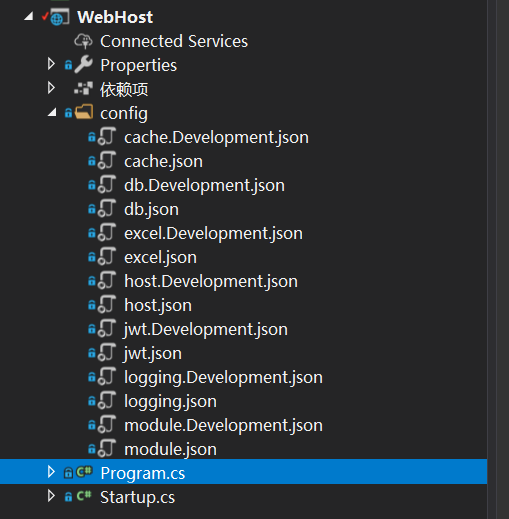 WebHost
Connected Services
Properties
依赖项
config
cache.Development.json
cache.json
db.Development.json
db.json
excel.Development.json
excel.json
host.Development.json
host.json
jwt.Development.json
jwt.json
logging.Development.json
logging.json
module.Development.json
module.json
C# Program.cs
C# Startup.cs